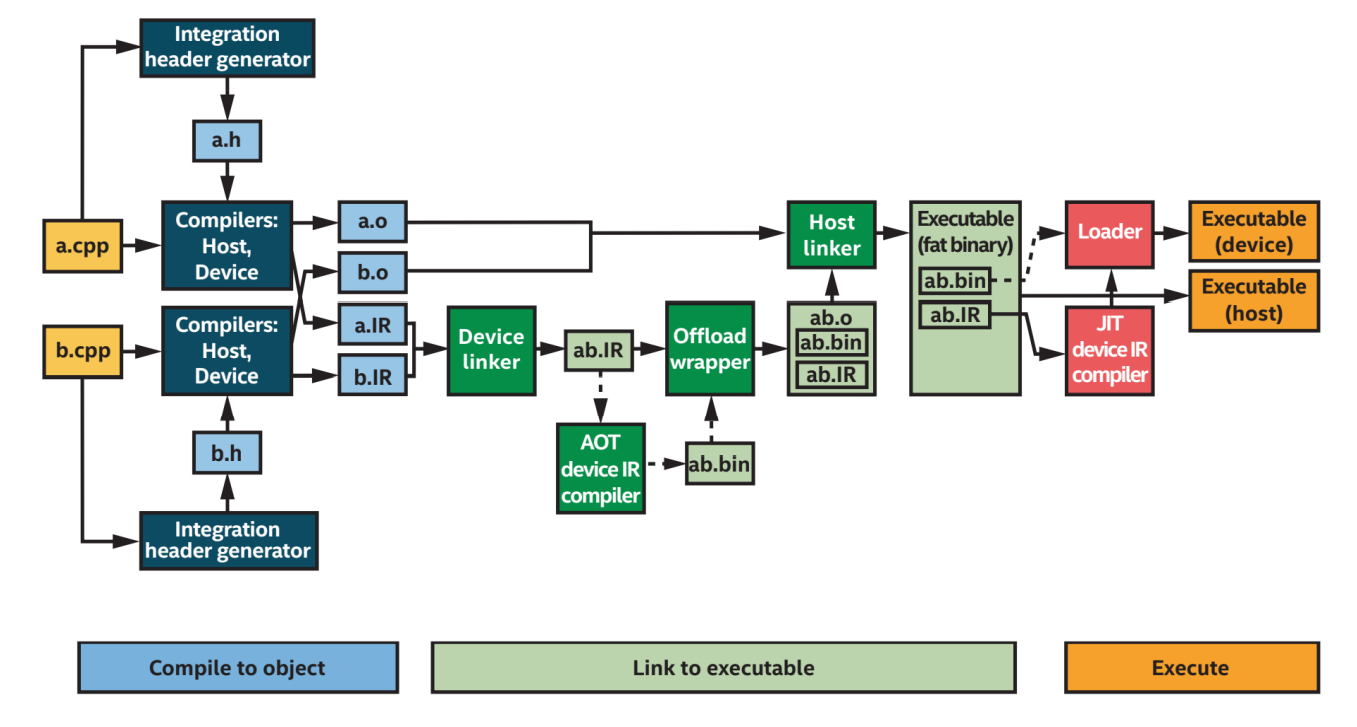 Integration
header generator
a.h
a.cpp
Compilers:
Host,
Device
a.o
b.o
b.cpp
Compilers:
Host,
Device
a.IR
b.IR
b.h
Integration
header generator
Device
linker
ab.IR
AOT
device IR
compiler
ab.bin
Offload
wrapper
Host
linker
ab.o
ab.bin
ab.IR
Executable
(fat binary)
ab.bin
ab.IR
Loader
JIT
device IR
compiler
Executable
(device)
Executable
(host)
Compile to object
Link to executable
Execute